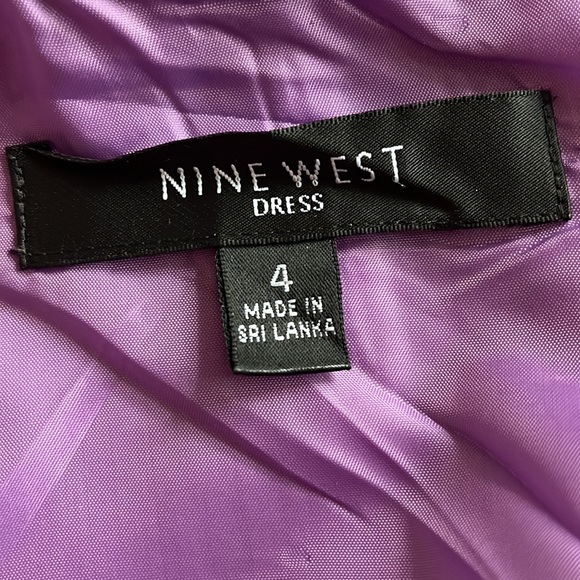 NINE WEST
DRESS
4
MADE IN
SRI LANKA